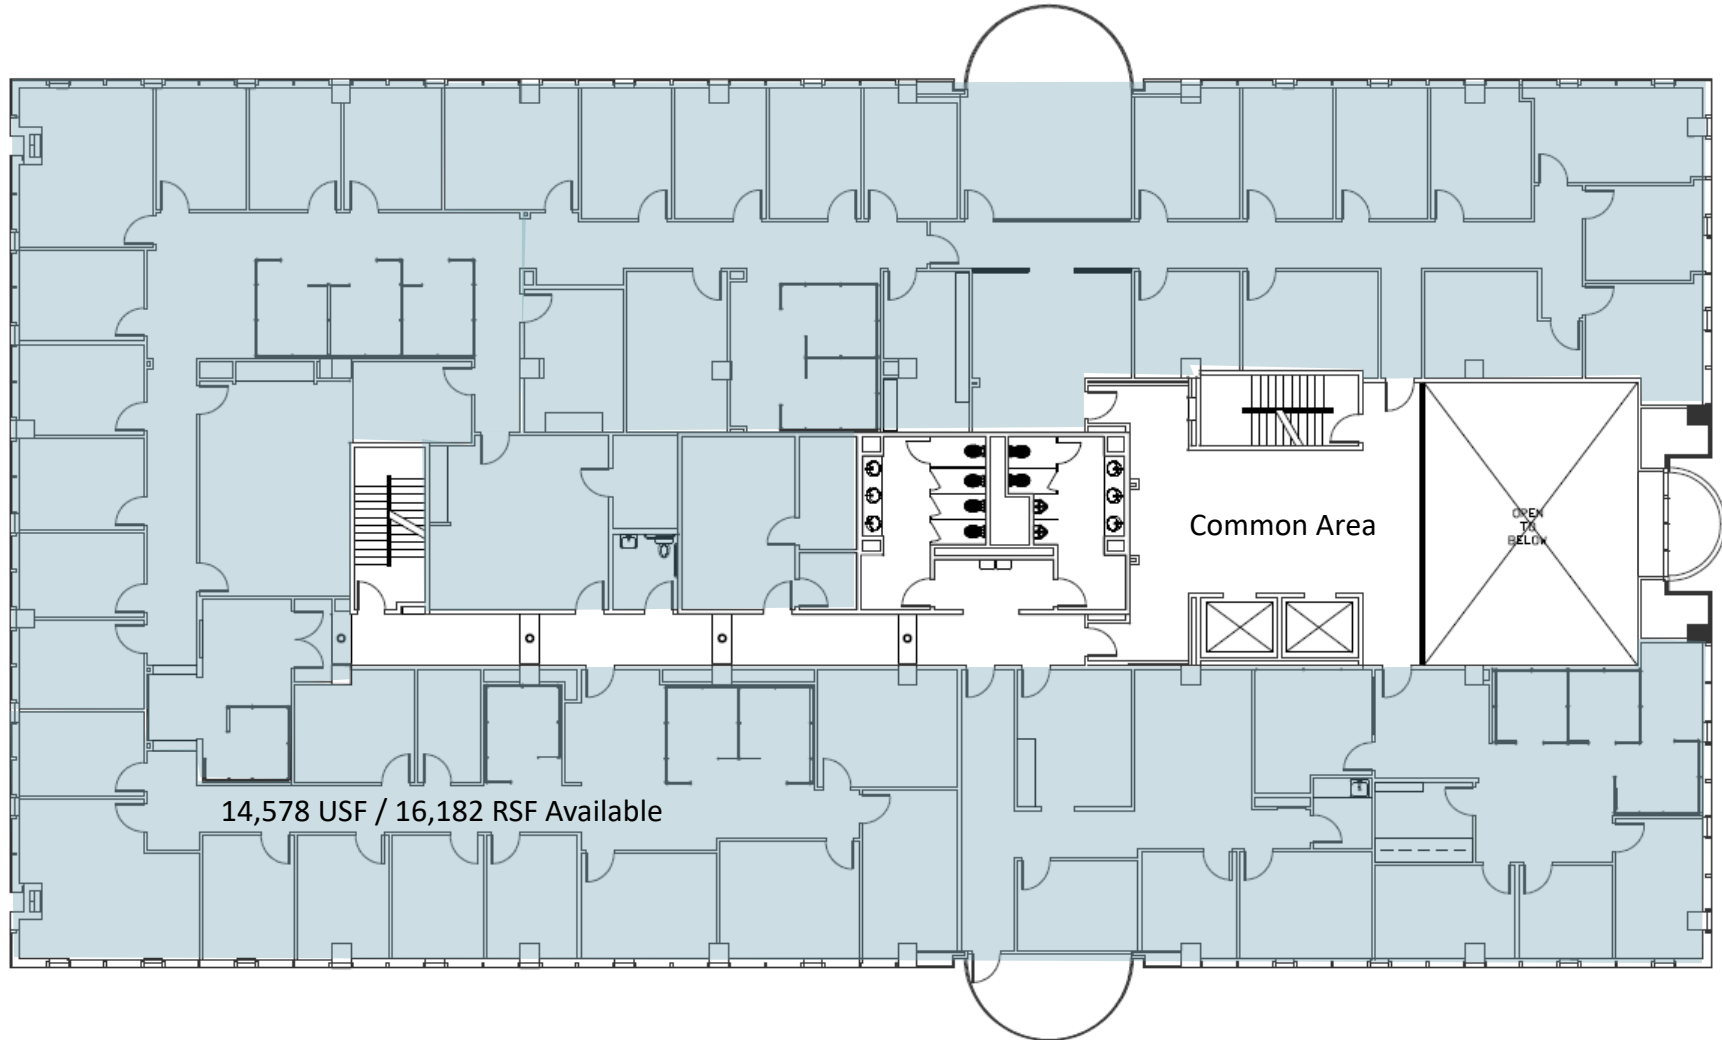 Common Area
OPEN
TO
BELOW
14,578 USF / 16,182 RSF Available